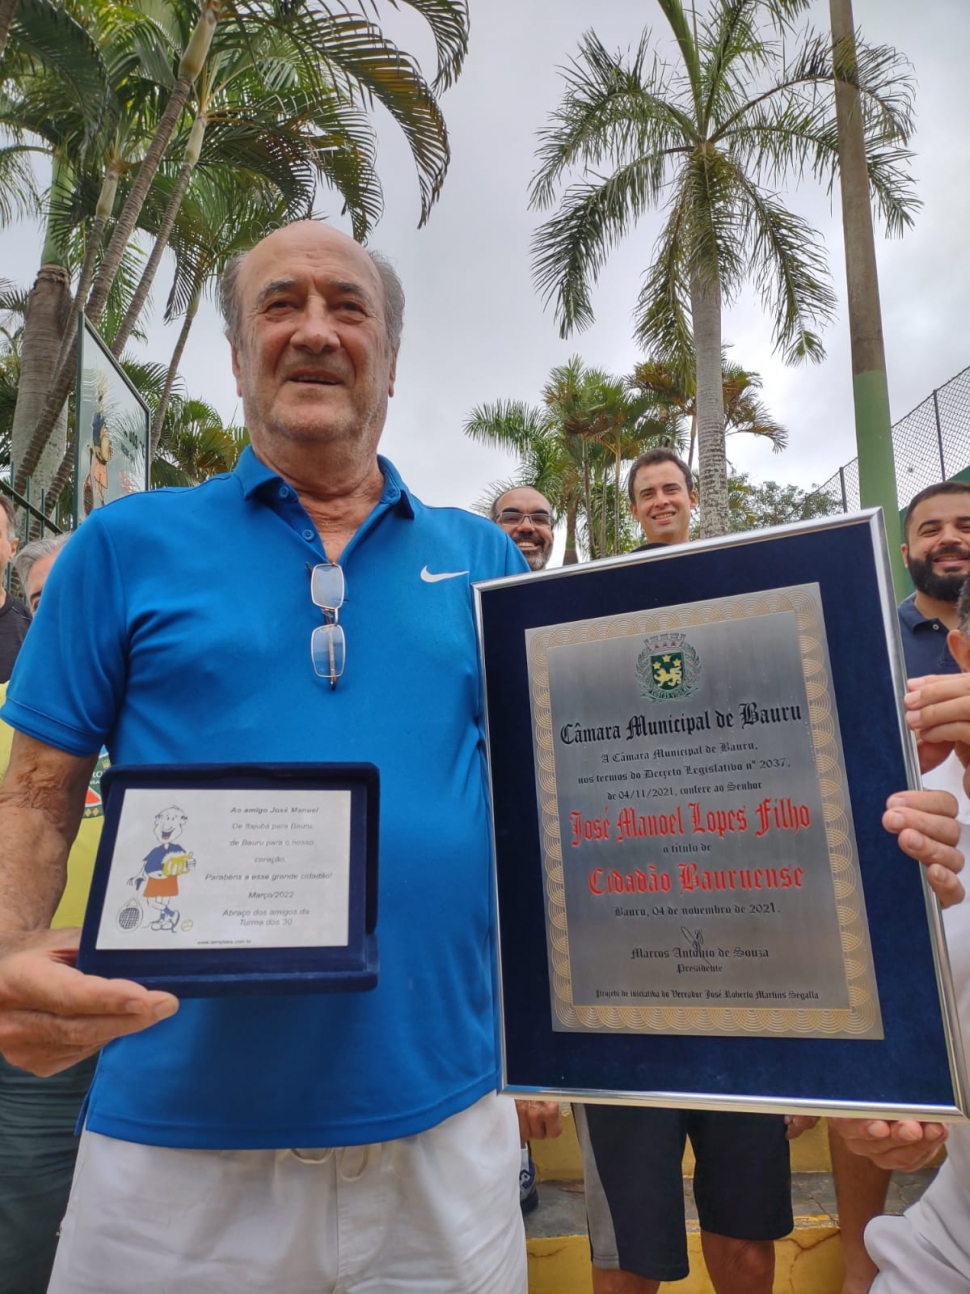 Ao amigo José Manuel
De Itajubá para Bauru,
de Bauru para o nosso
coração.
Parabéns a esse grande cidadão!
Março/2022
Abraço dos amigos da
Turma dos 30
Câmara Municipal de Bauru
A Câmara Municipal de Bauru,
nos termos do Decreto Legislativo nº 2037,
de 04/11/2021, confere ao Senhor
José Manoel Lopes Filho
o título de
Cidadão Bauruense
Bauru, 04 de novembro de 2021.
Marcos Antônio de Souza
Presidente
Projeto de iniciativa do Vereador José Roberto Martins Segalla